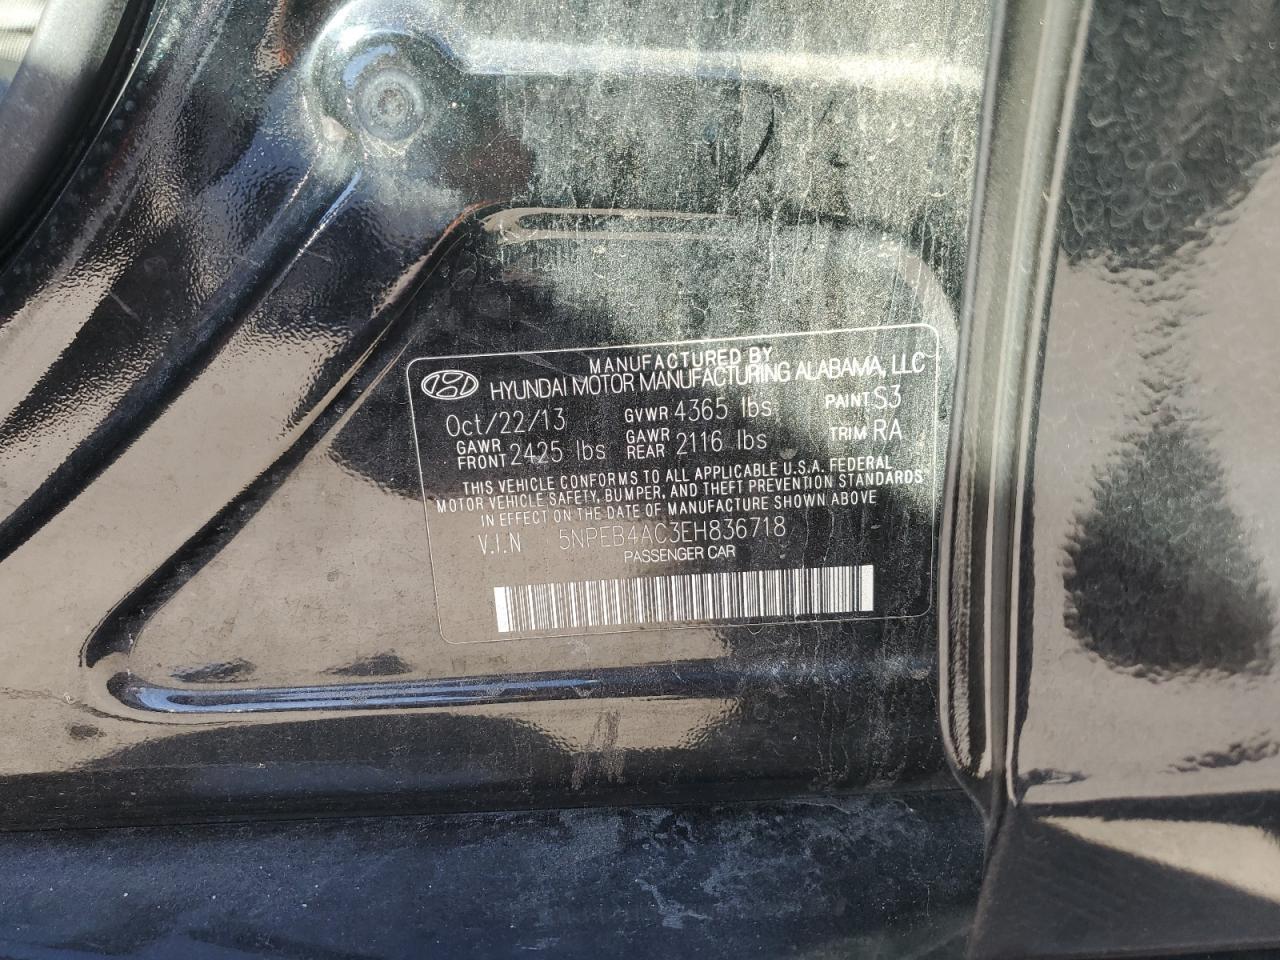 MANUFACTURED BY
HYUNDAI MOTOR MANUFACTURING ALABAMA, LLC
Oct/22/13 GVWR 4365 lbs PAINT S3
GAWR FRONT 2425 lbs GAWR REAR 2116 lbs TRIM RA
THIS VEHICLE CONFORMS TO ALL APPLICABLE U.S.A. FEDERAL
MOTOR VEHICLE SAFETY, BUMPER, AND THEFT PREVENTION STANDARDS
IN EFFECT ON THE DATE OF MANUFACTURE SHOWN ABOVE
V.I.N 5NPEB4AC3EH836718
PASSENGER CAR